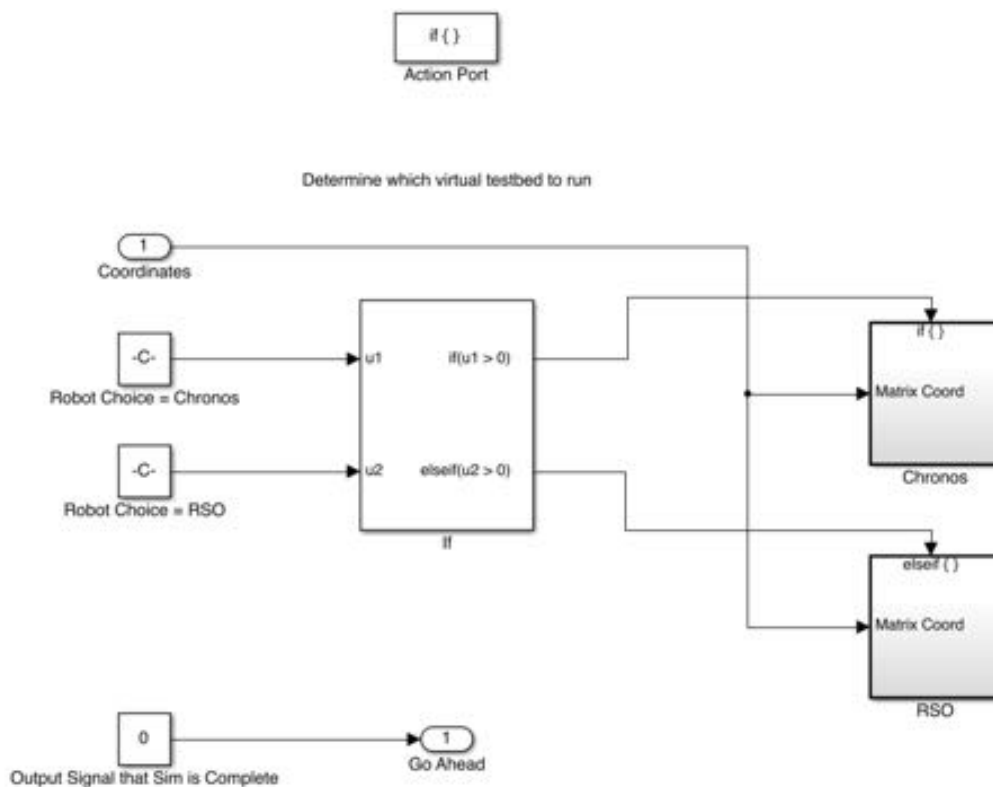 if { }
Action Port
Determine which virtual testbed to run
1
Coordinates
-C-
Robot Choice = Chronos
-C-
Robot Choice = RSO
u1
if(u1 > 0)
u2
elseif(u2 > 0)
If
if { }
Matrix Coord
Chronos
elseif { }
Matrix Coord
RSO
0
Output Signal that Sim is Complete
1
Go Ahead